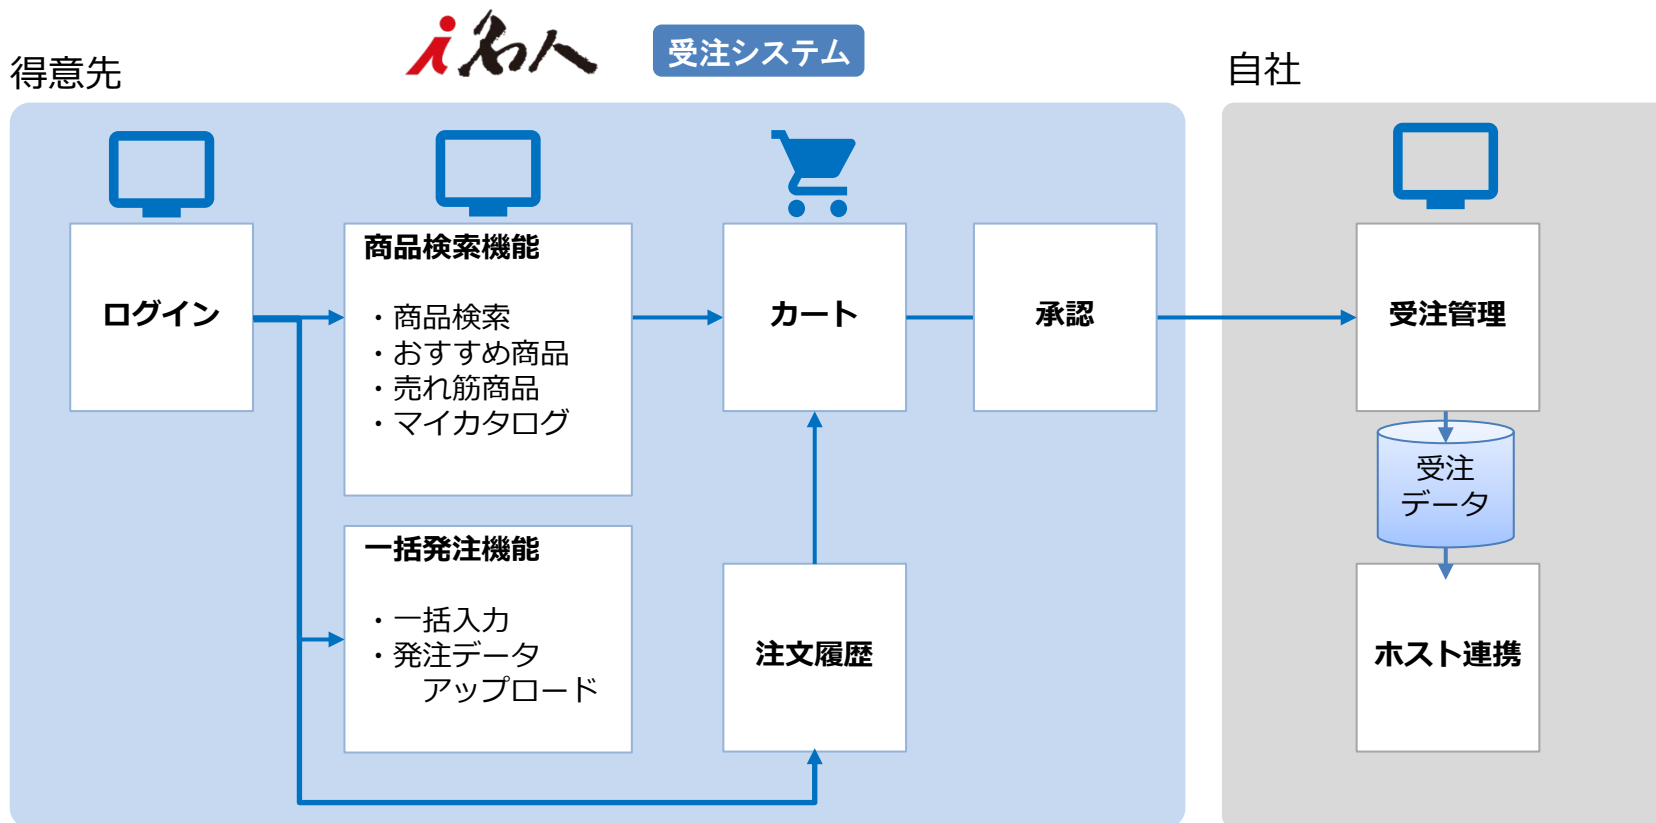 i名人
受注システム
得意先
自社
ログイン
商品検索機能
・商品検索
・おすすめ商品
・売れ筋商品
・マイカタログ
カート
承認
受注管理
受注
データ
一括発注機能
・一括入力
・発注データ
アップロード
注文履歴
ホスト連携